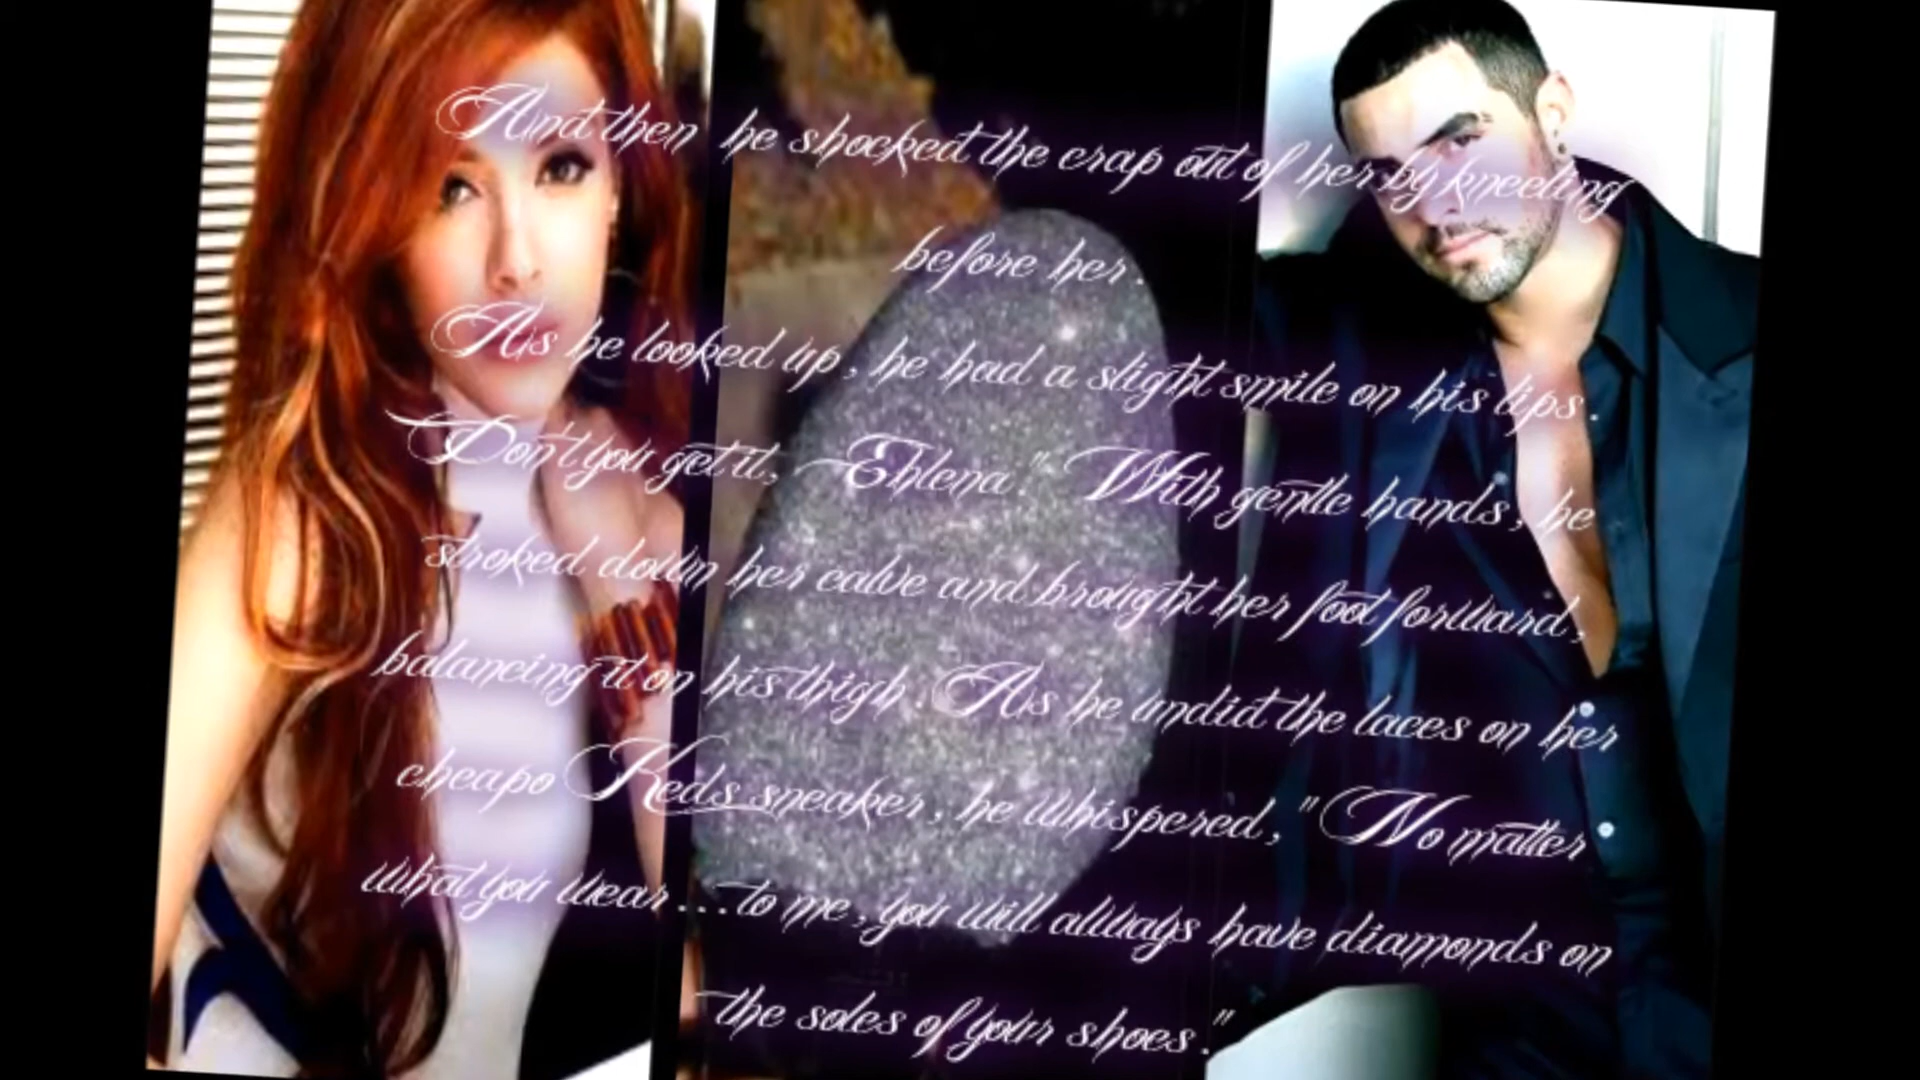 And then he shocked the crap out of her by kneeling
before her.
As he looked up, he had a slight smile on his lips.
"Don't you get it, Ehlena." With gentle hands, he
stroked down her calve and brought her foot forward,
balancing it on his thigh. As he undid the laces on her
cheapo Keds sneaker, he whispered, "No matter
what you wear...to me, you will always have diamonds on
the soles of your shoes."